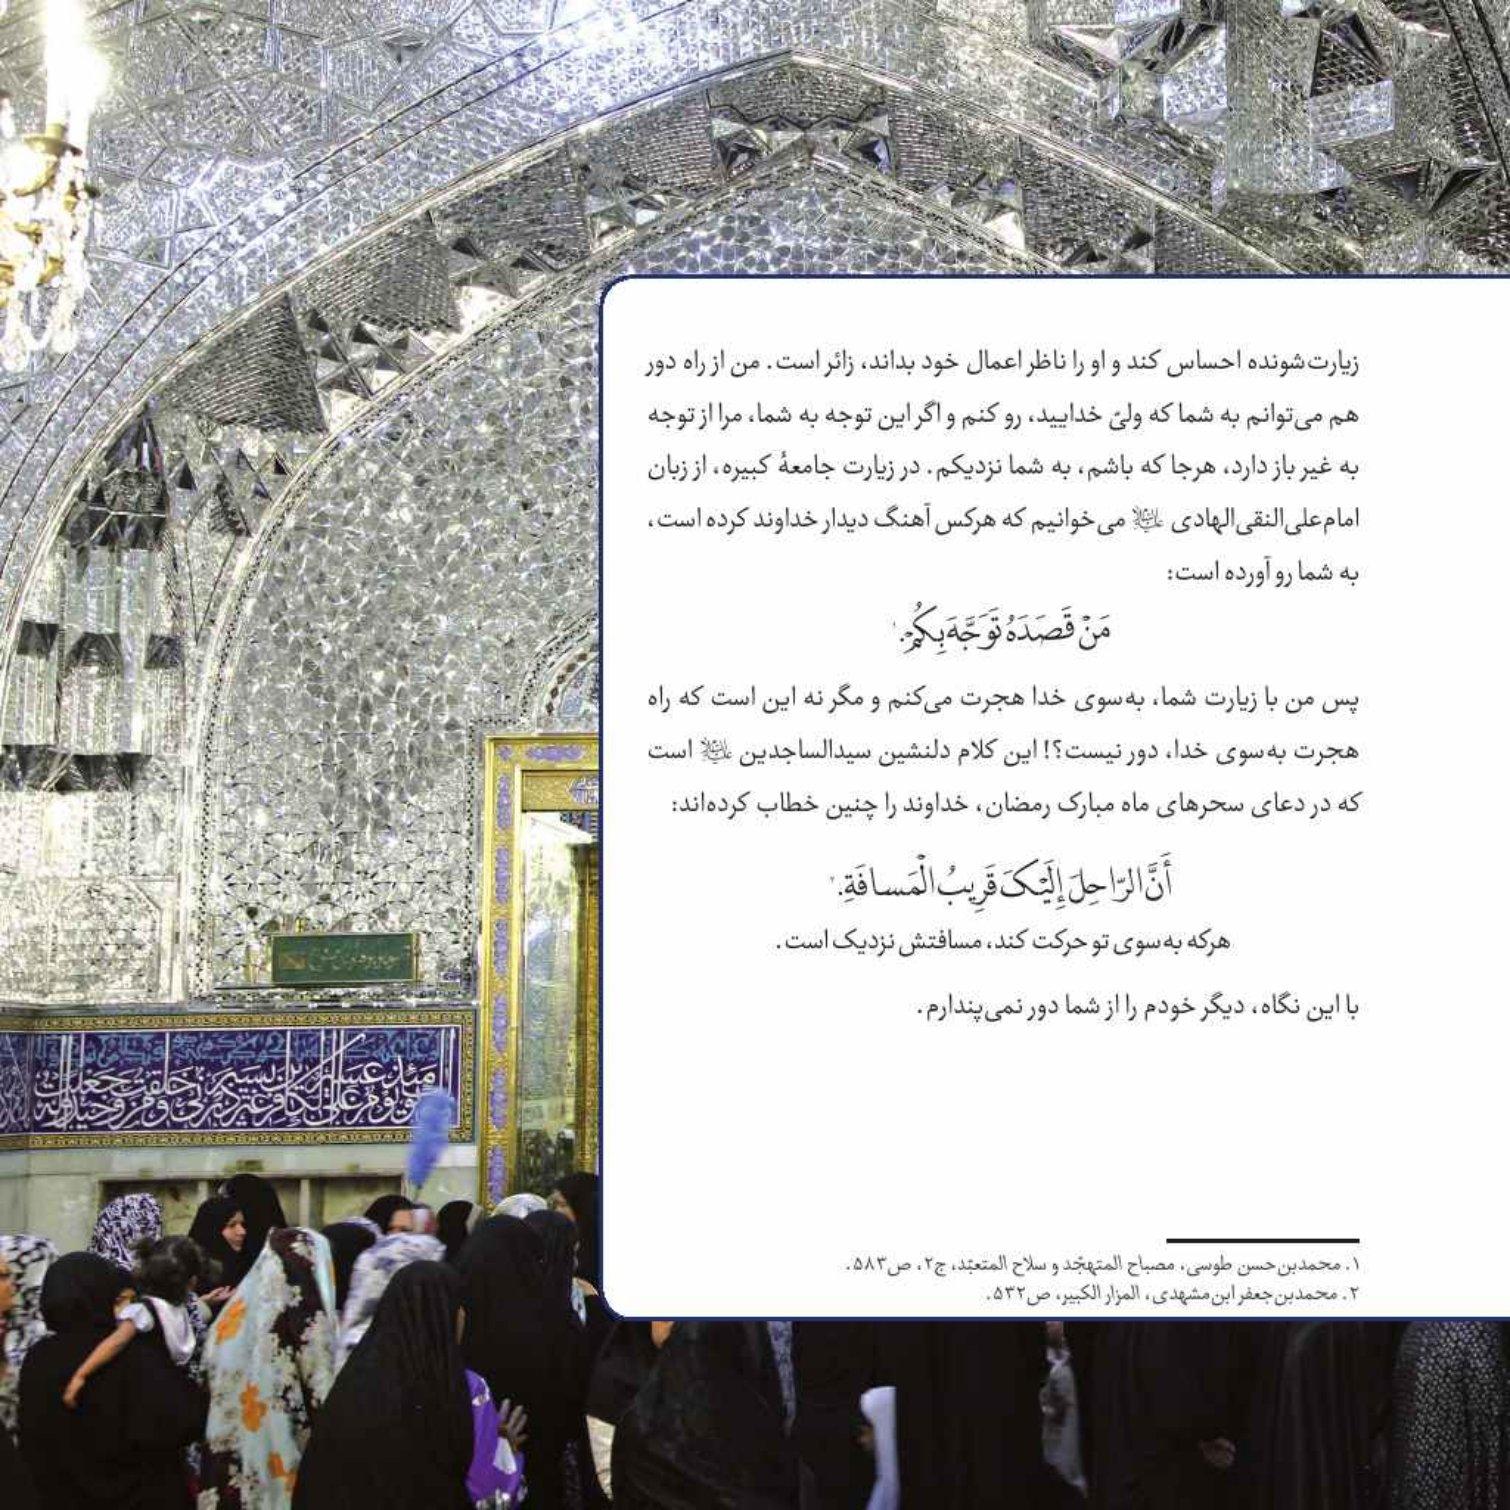 زیارت‌شونده احساس کند و او را ناظر اعمال خود بداند، زائر است. من از راه دور
هم می‌توانم به شما که ولیّ خدایید، رو کنم و اگر این توجه به شما، مرا از توجه
به غیر باز دارد، هرجا که باشم، به شما نزدیکم. در زیارت جامعهٔ کبیره، از زبان
امام‌علی‌النقی‌الهادی علیه‌السلام می‌خوانیم که هرکس آهنگ دیدار خداوند کرده است،
به شما رو آورده است:
مَنْ قَصَدَهُ تَوَجَّهَ بِكُمْ.۱
پس من با زیارت شما، به‌سوی خدا هجرت می‌کنم و مگر نه این است که راه
هجرت به‌سوی خدا، دور نیست؟! این کلام دلنشین سیدالساجدین علیه‌السلام است
که در دعای سحرهای ماه مبارک رمضان، خداوند را چنین خطاب کرده‌اند:
أَنَّ الرّاحِلَ إِلَيْکَ قَرِيبُ الْمَسافَةِ.۲
هرکه به‌سوی تو حرکت کند، مسافتش نزدیک است.
با این نگاه، دیگر خودم را از شما دور نمی‌پندارم.
۱. محمدبن‌حسن طوسی، مصباح المتهجّد و سلاح المتعبّد، ج۲، ص۵۸۳.
۲. محمدبن‌جعفر ابن‌مشهدی، المزار الکبیر، ص۵۳۲.